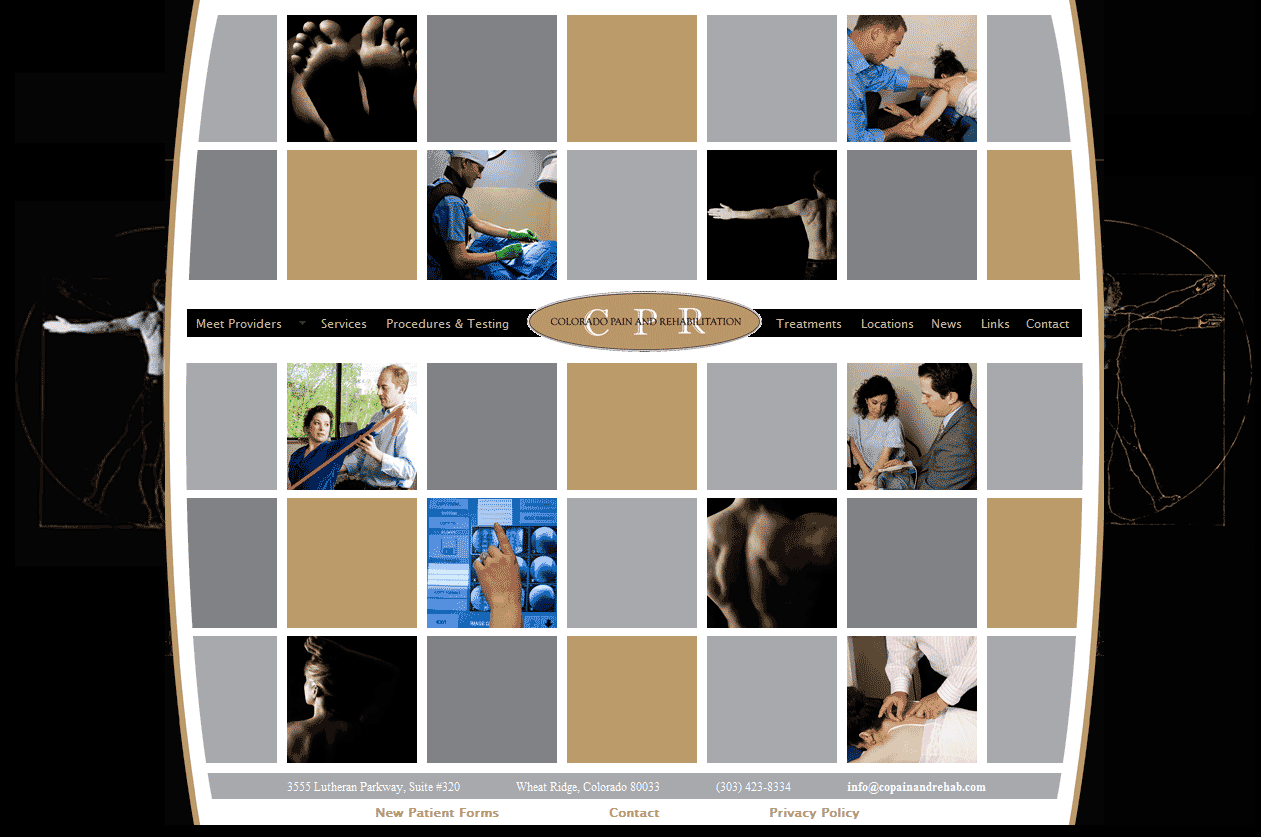 Meet Providers Services Procedures & Testing
C P R
COLORADO PAIN AND REHABILITATION
Treatments Locations News Links Contact
EXIT
3555 Lutheran Parkway, Suite #320 Wheat Ridge, Colorado 80033 (303) 423-8334 info@copainandrehab.com
New Patient Forms Contact Privacy Policy